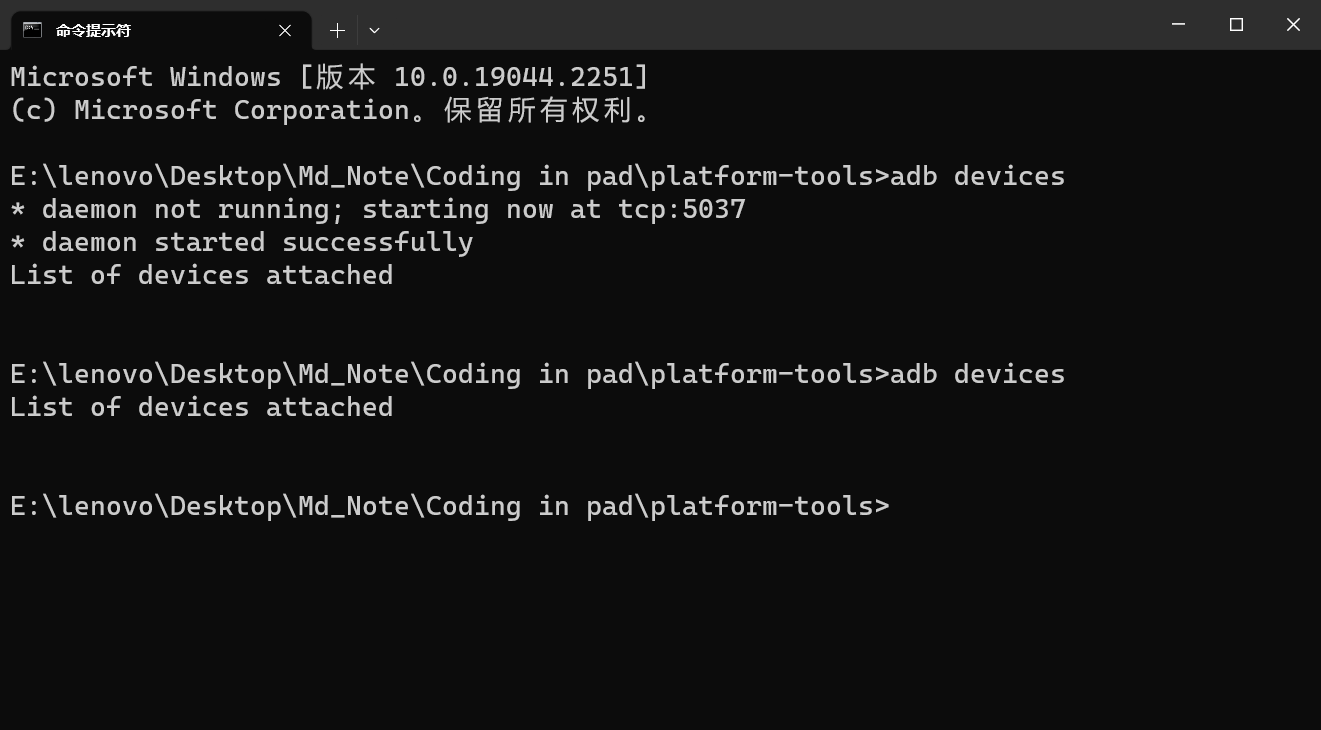 命令提示符
Microsoft Windows [版本 10.0.19044.2251]
(c) Microsoft Corporation。保留所有权利。
E:\lenovo\Desktop\Md_Note\Coding in pad\platform-tools>adb devices
* daemon not running; starting now at tcp:5037
* daemon started successfully
List of devices attached
E:\lenovo\Desktop\Md_Note\Coding in pad\platform-tools>adb devices
List of devices attached
E:\lenovo\Desktop\Md_Note\Coding in pad\platform-tools>